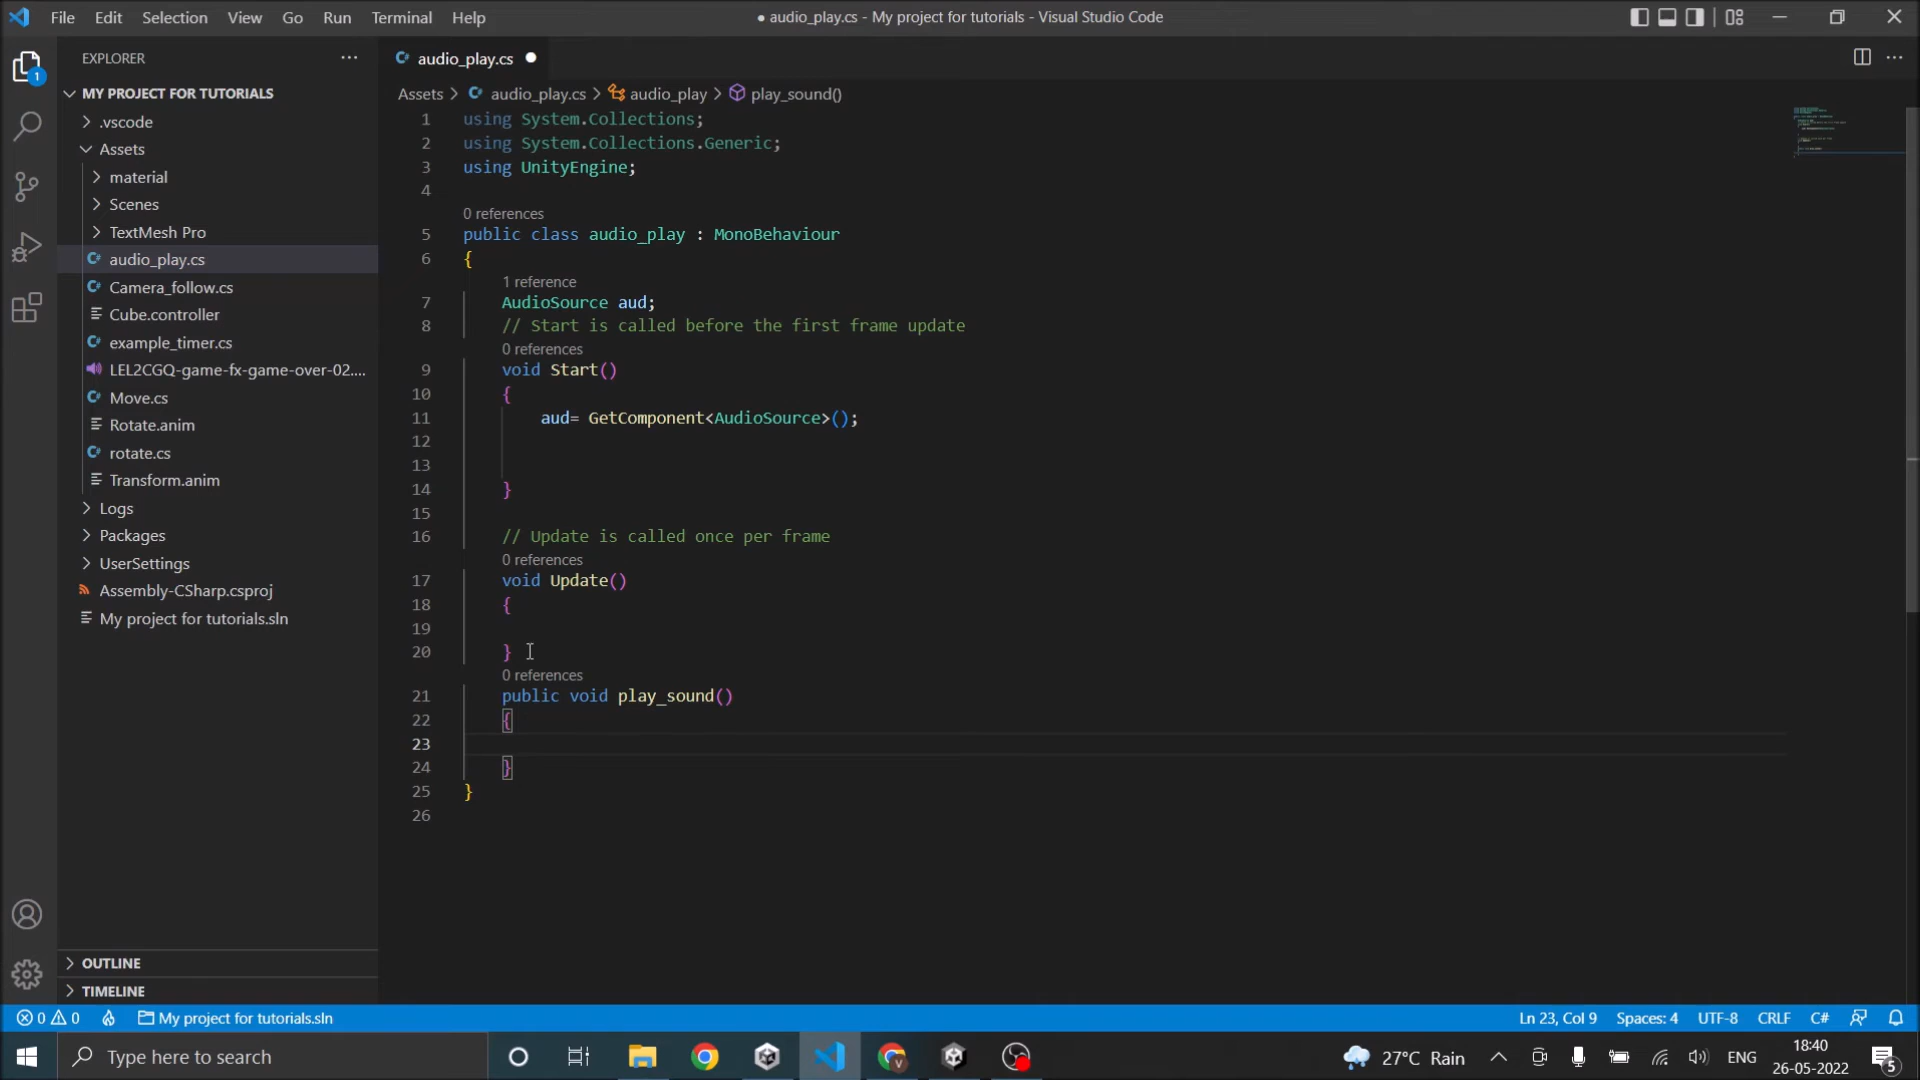 File Edit Selection View Go Run Terminal Help
● audio_play.cs - My project for tutorials - Visual Studio Code
EXPLORER
MY PROJECT FOR TUTORIALS
.vscode
Assets
material
Scenes
TextMesh Pro
audio_play.cs
Camera_follow.cs
Cube.controller
example_timer.cs
LEL2CGQ-game-fx-game-over-02....
Move.cs
Rotate.anim
rotate.cs
Transform.anim
Logs
Packages
UserSettings
Assembly-CSharp.csproj
My project for tutorials.sln
OUTLINE
TIMELINE
1
audio_play.cs
Assets > audio_play.cs > audio_play > play_sound()
1 using System.Collections;
2 using System.Collections.Generic;
3 using UnityEngine;
4
0 references
5 public class audio_play : MonoBehaviour
6 {
1 reference
7 AudioSource aud;
8 // Start is called before the first frame update
0 references
9 void Start()
10 {
11 aud= GetComponent<AudioSource>();
12
13
14 }
15
16 // Update is called once per frame
0 references
17 void Update()
18 {
19
20 }
0 references
21 public void play_sound()
22 {
23
24 }
25 }
26
0 0 My project for tutorials.sln
Ln 23, Col 9 Spaces: 4 UTF-8 CRLF C#
Type here to search
27°C Rain ENG 18:40
26-05-2022
5